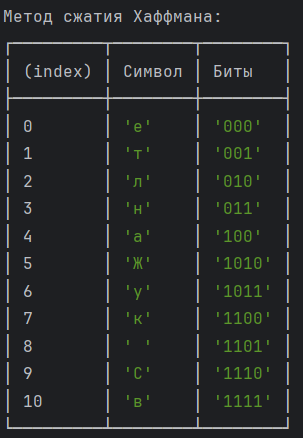 Метод сжатия Хаффмана:
(index) Символ Биты
0 'е' '000'
1 'т' '001'
2 'л' '010'
3 'н' '011'
4 'а' '100'
5 'Ж' '1010'
6 'у' '1011'
7 'к' '1100'
8 ' ' '1101'
9 'С' '1110'
10 'в' '1111'